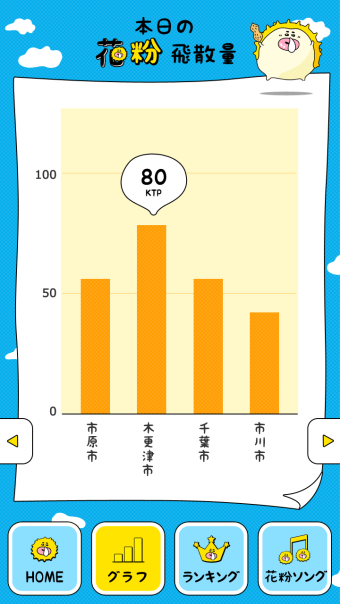 本日の
花粉 飛散量
100
50
0
80
KTP
市原市
木更津市
千葉市
市川市
HOME
グラフ
ランキング
花粉ソング